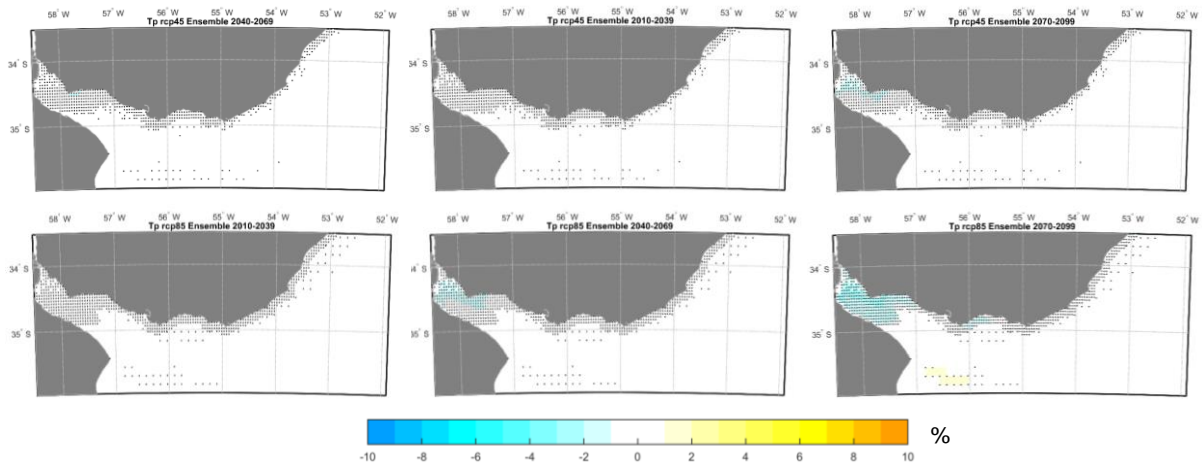 58° W 57° W 56° W 55° W 54° W 53° W 52° W
Tp rcp45 Ensemble 2040-2069
34° S
35° S
58° W 57° W 56° W 55° W 54° W 53° W 52° W
Tp rcp45 Ensemble 2010-2039
34° S
35° S
58° W 57° W 56° W 55° W 54° W 53° W 52° W
Tp rcp45 Ensemble 2070-2099
34° S
35° S
58° W 57° W 56° W 55° W 54° W 53° W 52° W
Tp rcp85 Ensemble 2010-2039
34° S
35° S
58° W 57° W 56° W 55° W 54° W 53° W 52° W
Tp rcp85 Ensemble 2040-2069
4° S
35° S
58° W 57° W 56° W 55° W 54° W 53° W 52° W
Tp rcp85 Ensemble 2070-2099
34° S
35° S
%
-10 -8 -6 -4 -2 0 2 4 6 8 10